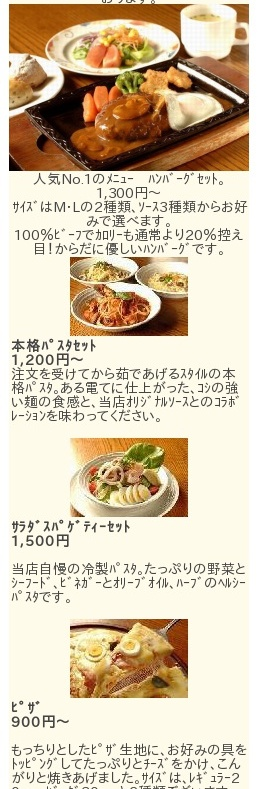 おります。
人気No.1のﾒﾆｭｰ　ﾊﾝﾊﾞｰｸﾞｾｯﾄ。
1,300円～
ｻｲｽﾞはM・Lの2種類、ｿｰｽ3種類からお好
みで選べます。
100%ﾋﾞｰﾌでｶﾛﾘｰも通常より20%控え
目！からだに優しいﾊﾝﾊﾞｰｸﾞです。
本格ﾊﾟｽﾀｾｯﾄ
1,200円～
注文を受けてから茹であげるｽﾀｲﾙの本
格ﾊﾟｽﾀ。ある電てに仕上がった、ｺｼの強
い麺の食感と、当店ｵﾘｼﾞﾅﾙｿｰｽとのｺﾗﾎﾞ
ﾚｰｼｮﾝを味わってください。
ｻﾗﾀﾞｽﾊﾟｹﾞﾃｨｰｾｯﾄ
1,500円
当店自慢の冷製ﾊﾟｽﾀ。たっぷりの野菜と
ｼｰﾌｰﾄﾞ、ﾋﾞﾈｶﾞｰとｵﾘｰﾌﾞｵｲﾙ、ﾊｰﾌﾞのﾍﾙｼｰ
ﾊﾟｽﾀです。
ﾋﾟｻﾞ
900円～
もっちりとしたﾋﾟｻﾞ生地に、お好みの具を
ﾄｯﾋﾟﾝｸﾞしてたっぷりとﾁｰｽﾞをかけ、こん
がりと焼きあげました。ｻｲｽﾞは、ﾚｷﾞｭﾗｰ2